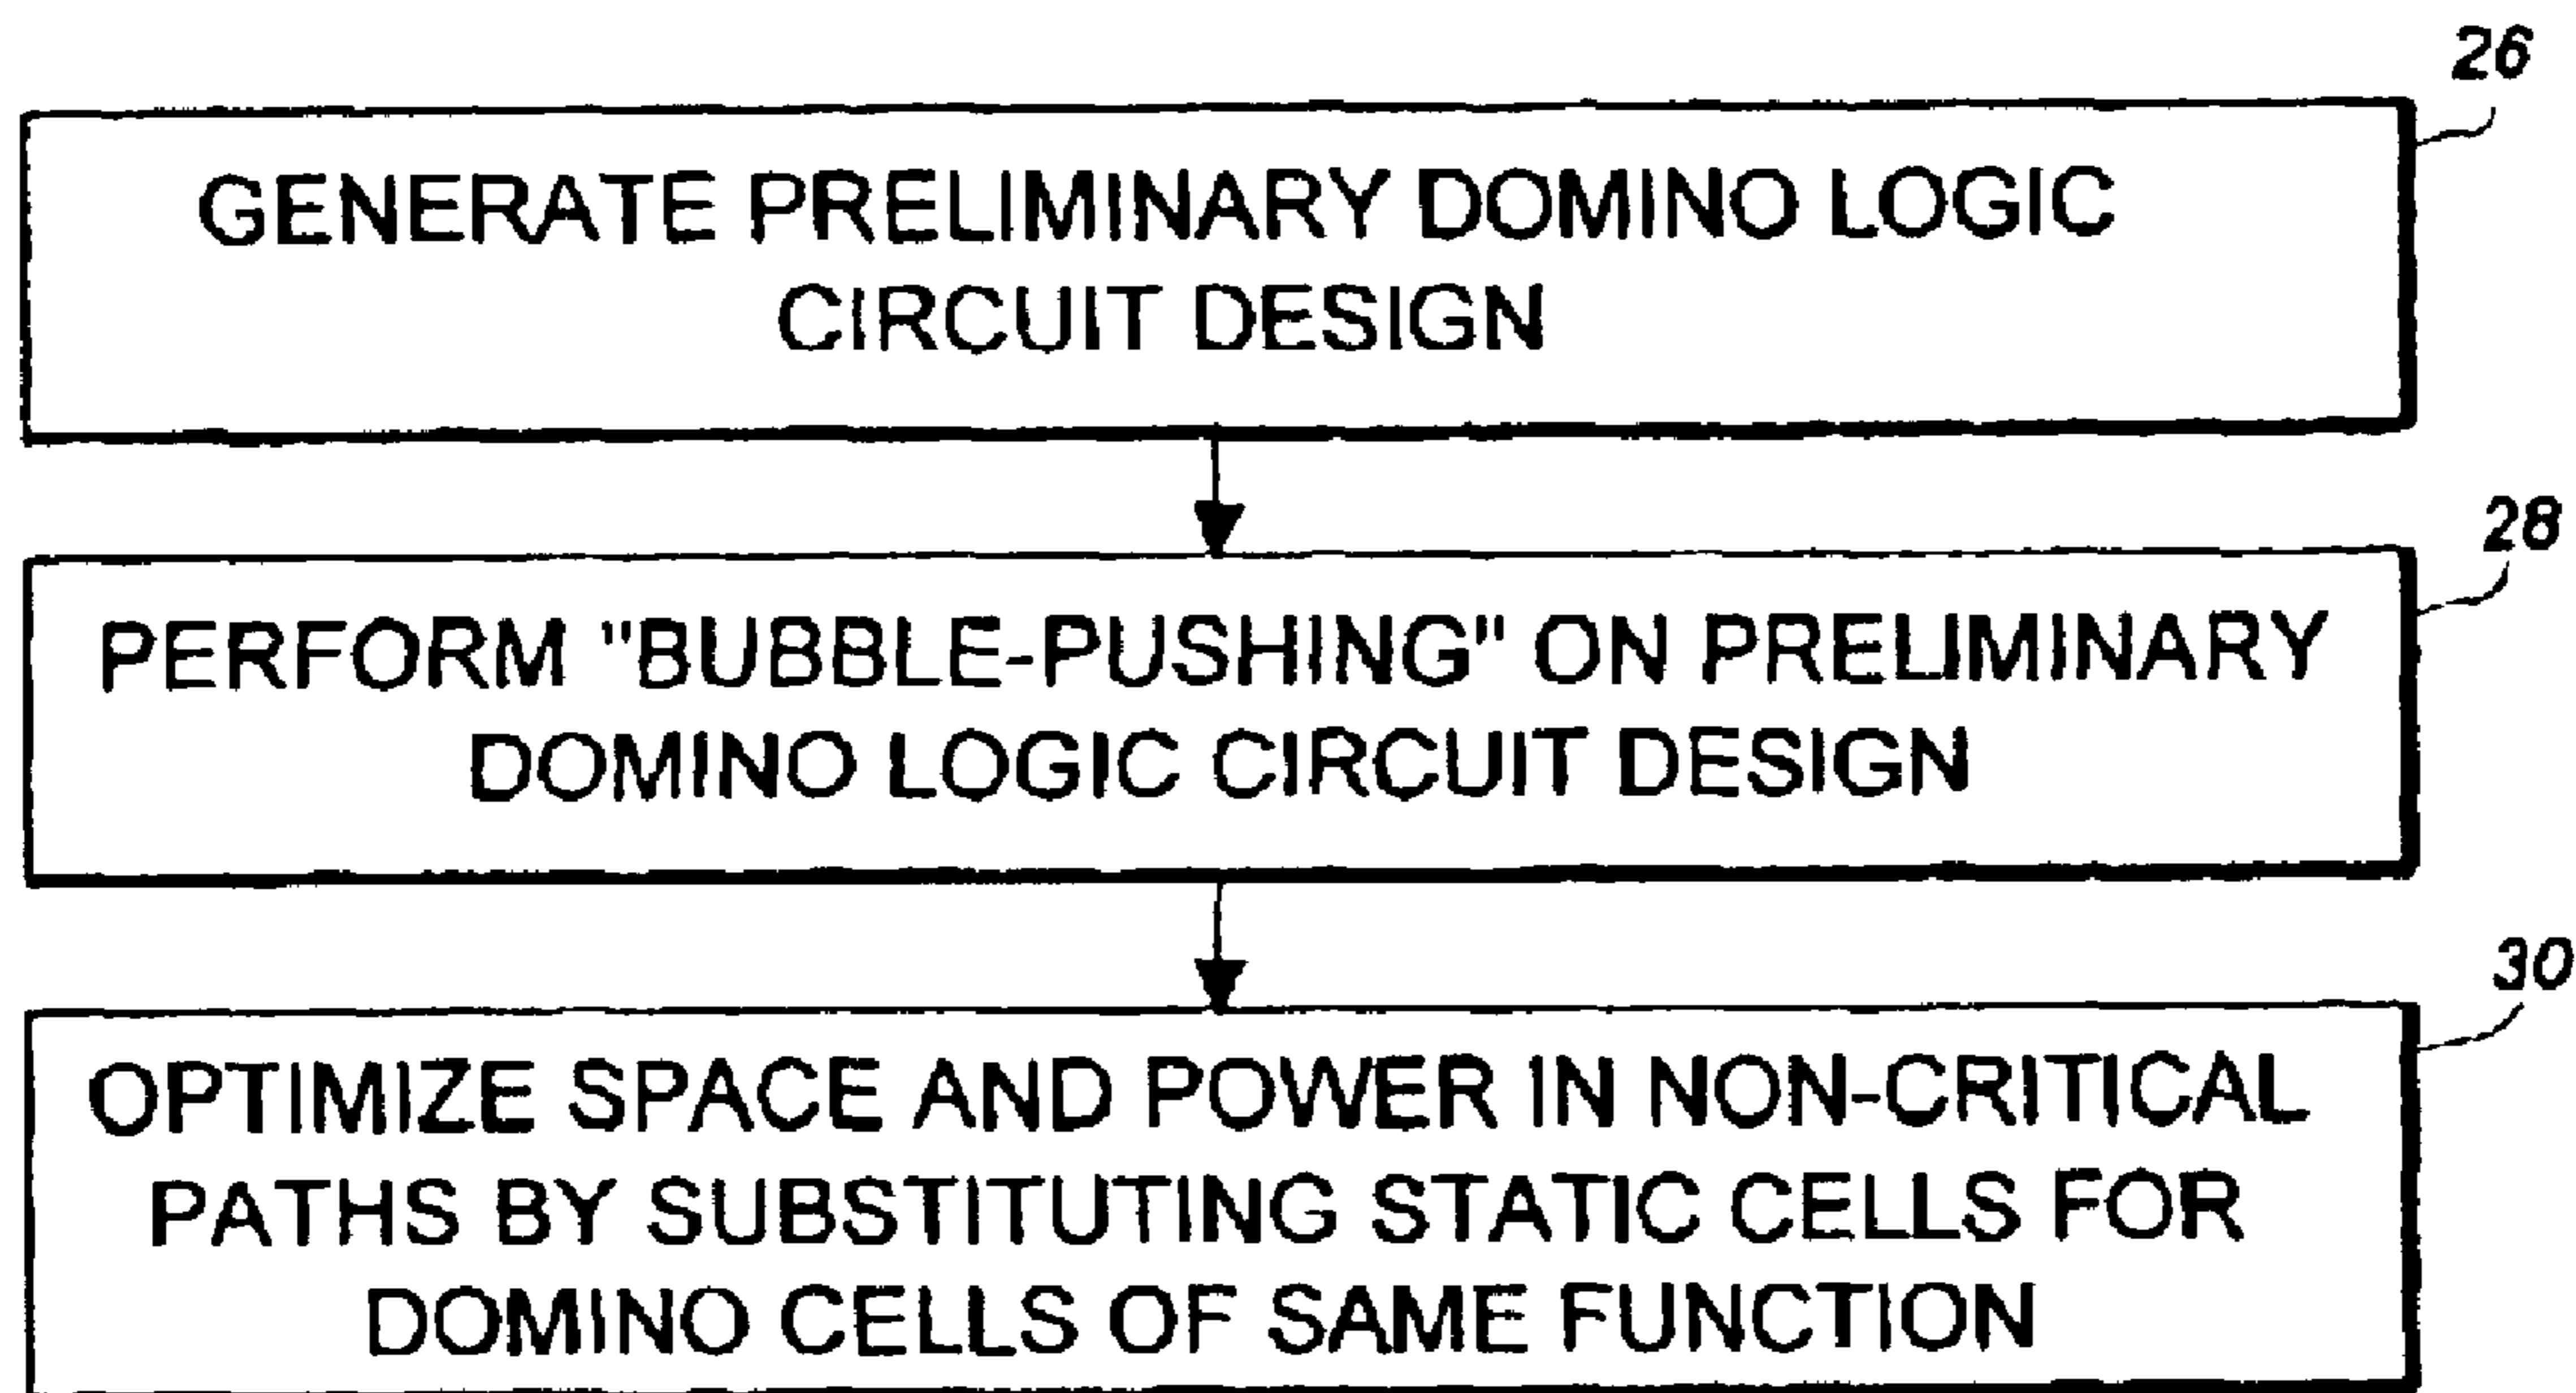 26
GENERATE PRELIMINARY DOMINO LOGIC
CIRCUIT DESIGN
28
PERFORM "BUBBLE-PUSHING" ON PRELIMINARY
DOMINO LOGIC CIRCUIT DESIGN
30
OPTIMIZE SPACE AND POWER IN NON-CRITICAL
PATHS BY SUBSTITUTING STATIC CELLS FOR
DOMINO CELLS OF SAME FUNCTION